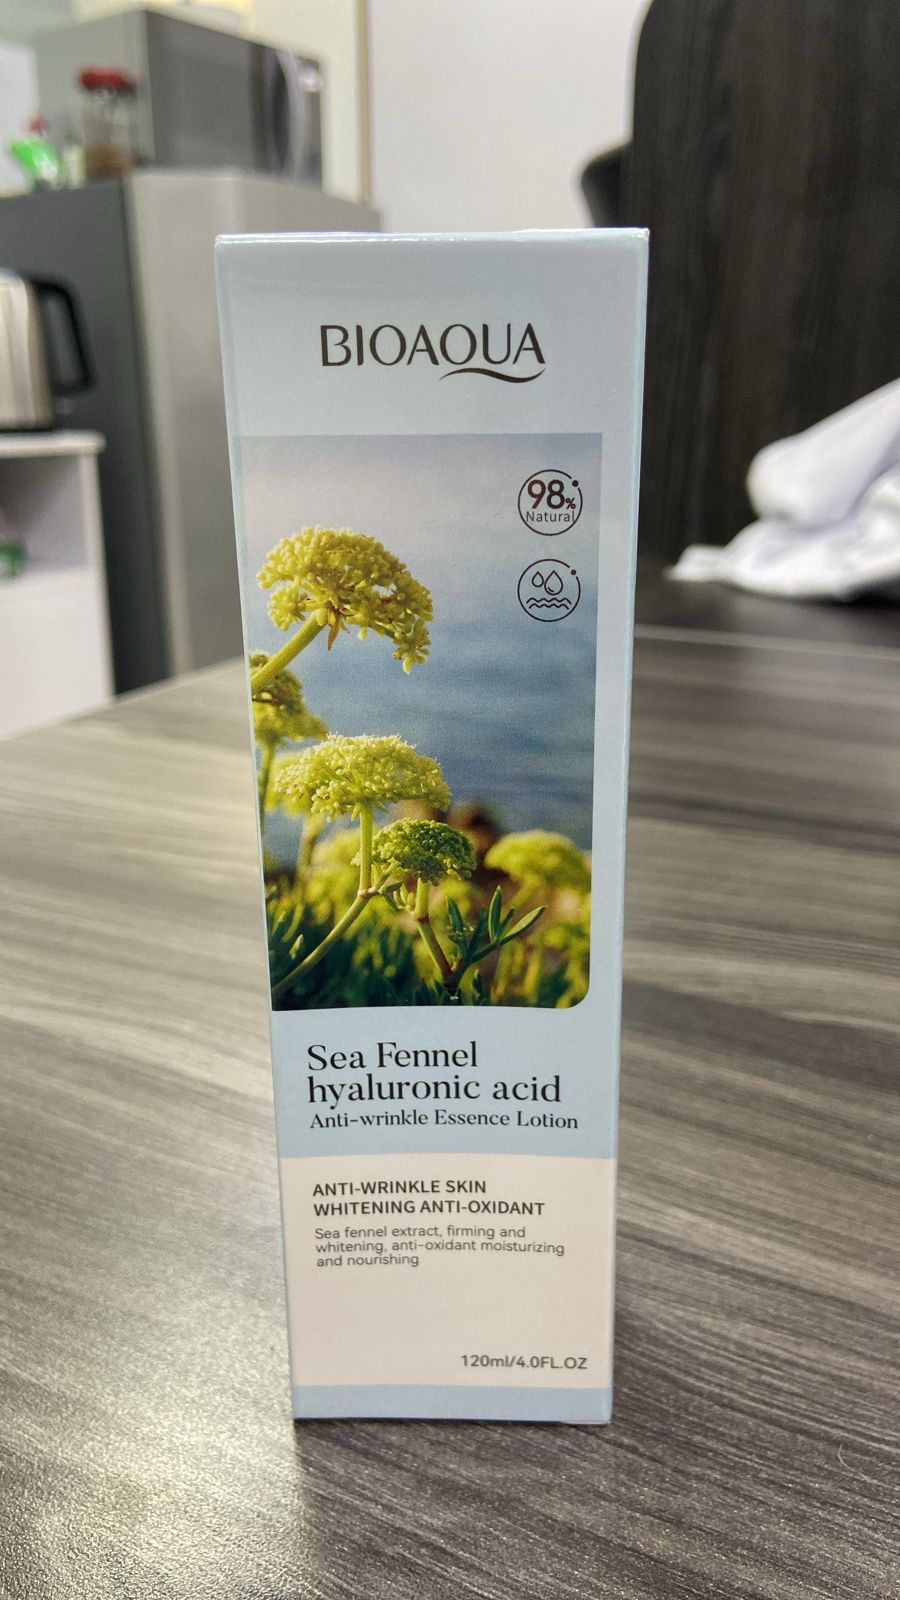 BIOAQUA
98%
Natural
Sea Fennel
hyaluronic acid
Anti-wrinkle Essence Lotion
ANTI-WRINKLE SKIN
WHITENING ANTI-OXIDANT
Sea fennel extract, firming and
whitening, anti-oxidant moisturizing
and nourishing
120ml/4.0FL.OZ